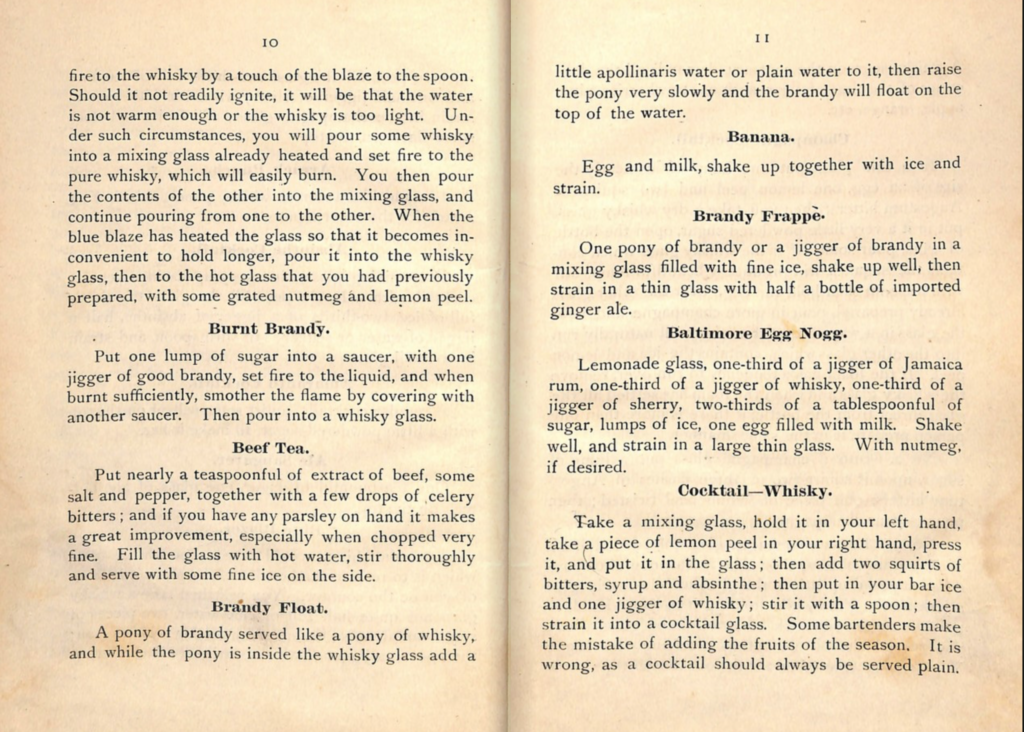 10
fire to the whisky by a touch of the blaze to the spoon.
Should it not readily ignite, it will be that the water
is not warm enough or the whisky is too light. Un-
der such circumstances, you will pour some whisky
into a mixing glass already heated and set fire to the
pure whisky, which will easily burn. You then pour
the contents of the other into the mixing glass, and
continue pouring from one to the other. When the
blue blaze has heated the glass so that it becomes in-
convenient to hold longer, pour it into the whisky
glass, then to the hot glass that you had previously
prepared, with some grated nutmeg and lemon peel.
Burnt Brandy.
Put one lump of sugar into a saucer, with one
jigger of good brandy, set fire to the liquid, and when
burnt sufficiently, smother the flame by covering with
another saucer. Then pour into a whisky glass.
Beef Tea.
Put nearly a teaspoonful of extract of beef, some
salt and pepper, together with a few drops of celery
bitters; and if you have any parsley on hand it makes
a great improvement, especially when chopped very
fine. Fill the glass with hot water, stir thoroughly
and serve with some fine ice on the side.
Brandy Float.
A pony of brandy served like a pony of whisky,
and while the pony is inside the whisky glass add a
11
little apollinaris water or plain water to it, then raise
the pony very slowly and the brandy will float on the
top of the water.
Banana.
Egg and milk, shake up together with ice and
strain.
Brandy Frappè.
One pony of brandy or a jigger of brandy in a
mixing glass filled with fine ice, shake up well, then
strain in a thin glass with half a bottle of imported
ginger ale.
Baltimore Egg Nogg.
Lemonade glass, one-third of a jigger of Jamaica
rum, one-third of a jigger of whisky, one-third of a
jigger of sherry, two-thirds of a tablespoonful of
sugar, lumps of ice, one egg filled with milk. Shake
well, and strain in a large thin glass. With nutmeg,
if desired.
Cocktail—Whisky.
Take a mixing glass, hold it in your left hand,
take a piece of lemon peel in your right hand, press
it, and put it in the glass; then add two squirts of
bitters, syrup and absinthe; then put in your bar ice
and one jigger of whisky; stir it with a spoon; then
strain it into a cocktail glass. Some bartenders make
the mistake of adding the fruits of the season. It is
wrong, as a cocktail should always be served plain.